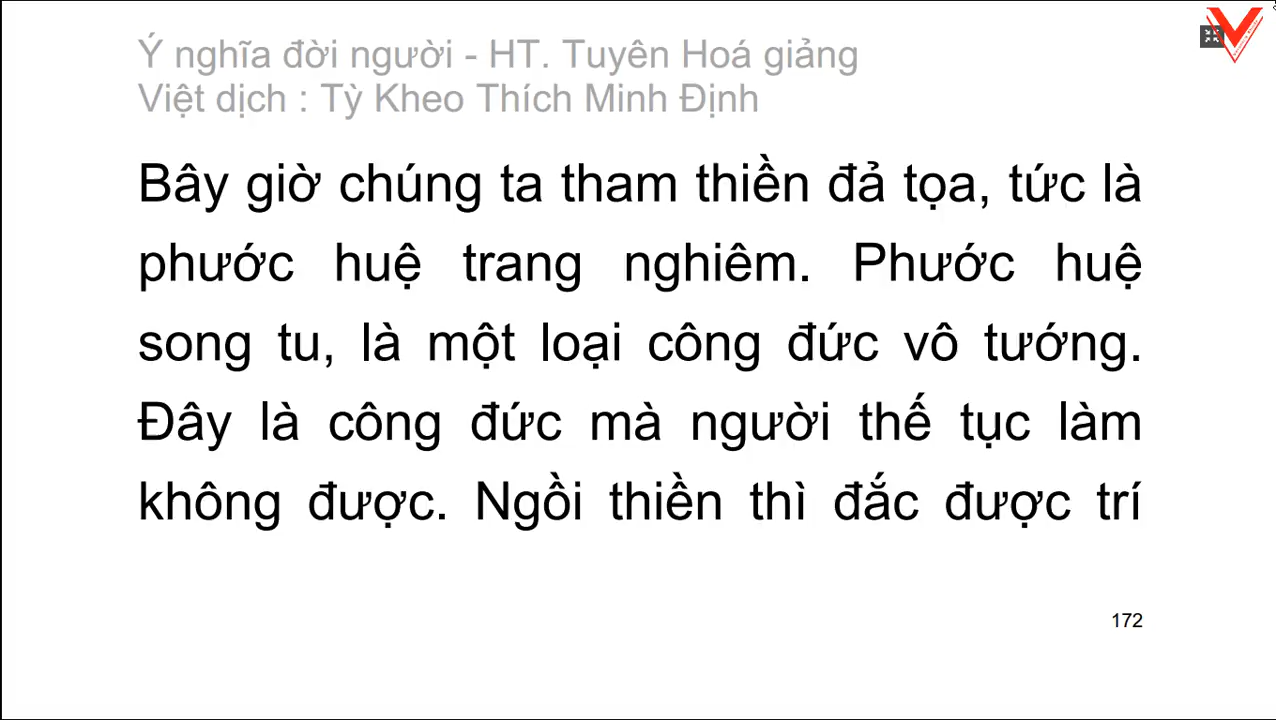 Ý nghĩa đời người - HT. Tuyên Hoá giảng
Việt dịch : Tỳ Kheo Thích Minh Định
Bây giờ chúng ta tham thiền đả tọa, tức là
phước huệ trang nghiêm. Phước huệ
song tu, là một loại công đức vô tướng.
Đây là công đức mà người thế tục làm
không được. Ngồi thiền thì đắc được trí
172